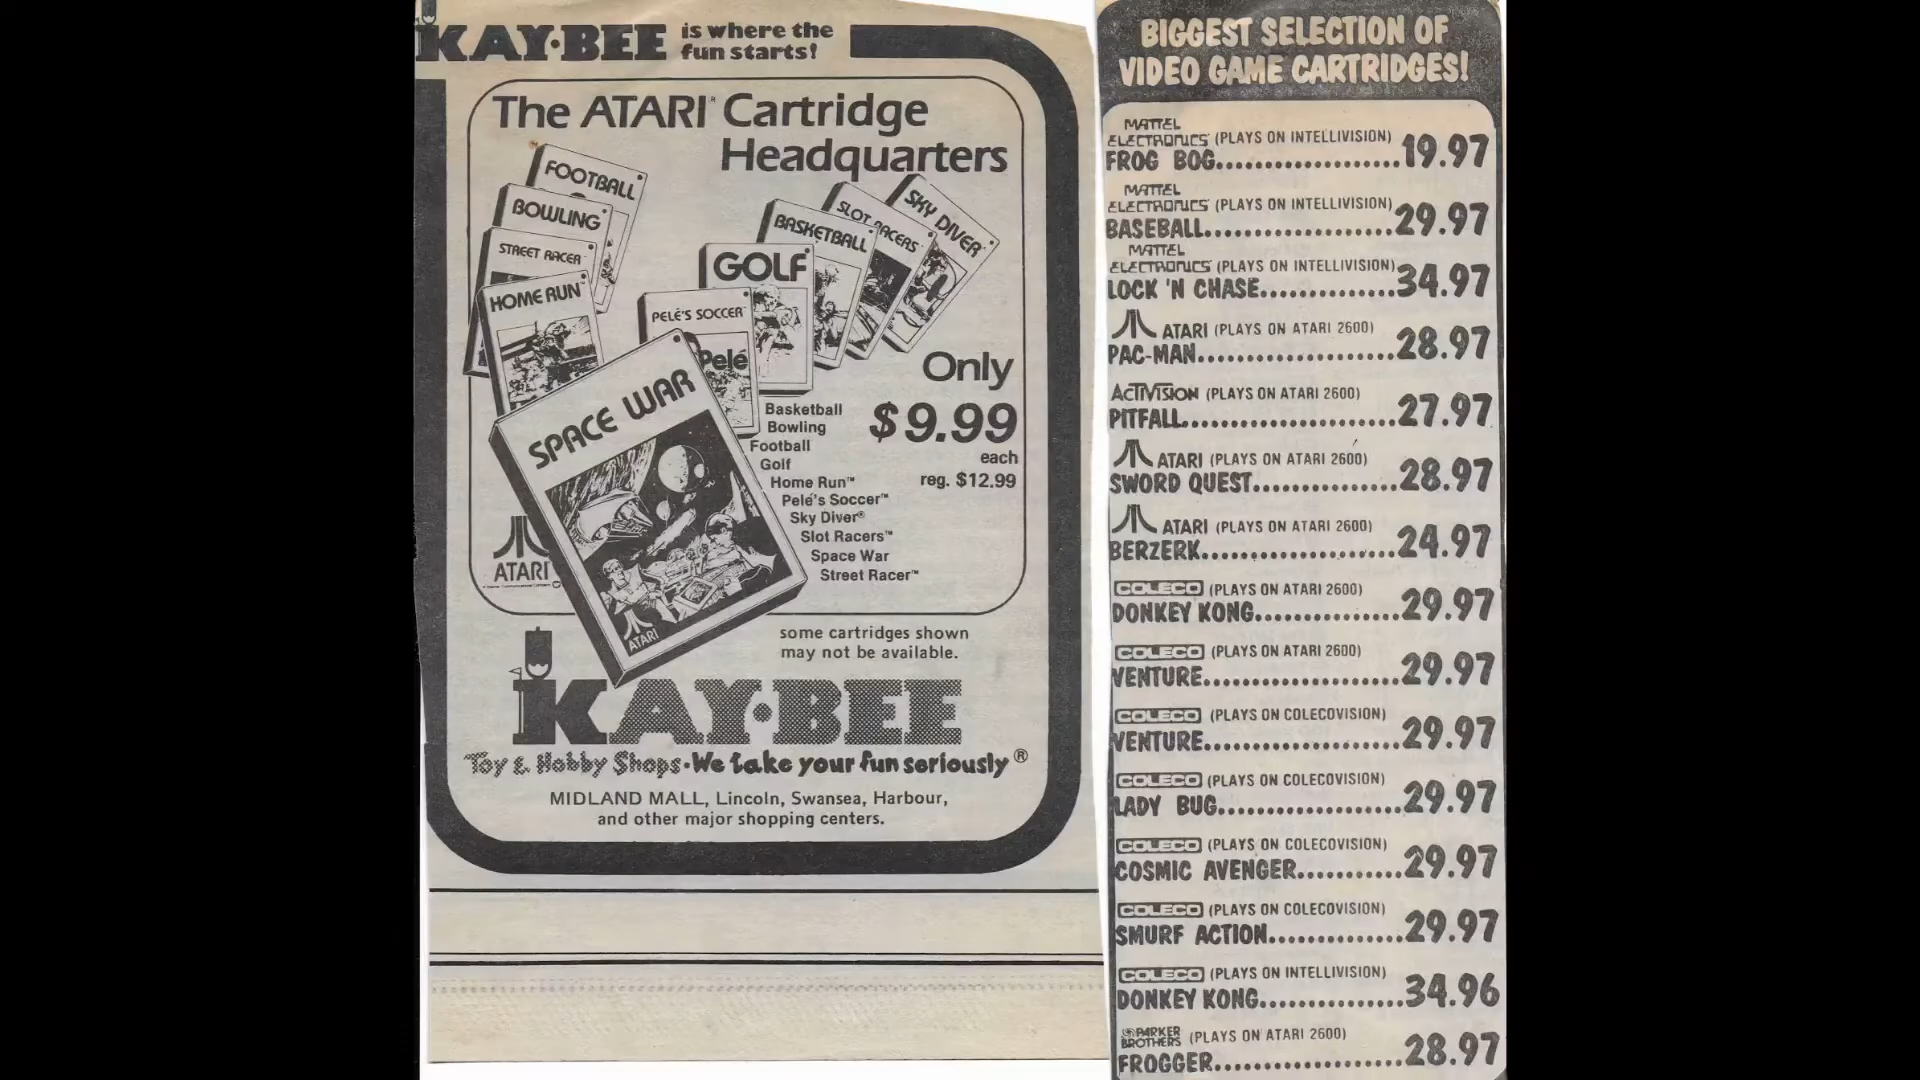 KAY·BEE is where the
fun starts!
The ATARI® Cartridge
Headquarters
FOOTBALL
BOWLING
STREET RACER™
HOME RUN™
PELÉ'S SOCCER™
Pelé
GOLF
BASKETBALL
SLOT RACERS™
SKY DIVER®
SPACE WAR
ATARI
Only
$9.99
each
reg. $12.99
Basketball
Bowling
Football
Golf
Home Run™
Pelé's Soccer™
Sky Diver®
Slot Racers™
Space War
Street Racer™
ATARI
some cartridges shown
may not be available.
KAY·BEE
Toy & Hobby Shops·We take your fun seriously®
MIDLAND MALL, Lincoln, Swansea, Harbour,
and other major shopping centers.
BIGGEST SELECTION OF
VIDEO GAME CARTRIDGES!
MATTEL
ELECTRONICS® (PLAYS ON INTELLIVISION)
FROG BOG....................19.97
MATTEL
ELECTRONICS® (PLAYS ON INTELLIVISION)
BASEBALL....................29.97
MATTEL
ELECTRONICS® (PLAYS ON INTELLIVISION)
LOCK 'N CHASE..............34.97
ATARI (PLAYS ON ATARI 2600)
PAC-MAN.....................28.97
ACTIVISION (PLAYS ON ATARI 2600)
PITFALL......................27.97
ATARI (PLAYS ON ATARI 2600)
SWORD QUEST...............28.97
ATARI (PLAYS ON ATARI 2600)
BERZERK.....................24.97
COLECO (PLAYS ON ATARI 2600)
DONKEY KONG...............29.97
COLECO (PLAYS ON ATARI 2600)
VENTURE.....................29.97
COLECO (PLAYS ON COLECOVISION)
VENTURE.....................29.97
COLECO (PLAYS ON COLECOVISION)
LADY BUG....................29.97
COLECO (PLAYS ON COLECOVISION)
COSMIC AVENGER...........29.97
COLECO (PLAYS ON COLECOVISION)
SMURF ACTION..............29.97
COLECO (PLAYS ON INTELLIVISION)
DONKEY KONG...............34.96
PARKER
BROTHERS (PLAYS ON ATARI 2600)
FROGGER.....................28.97